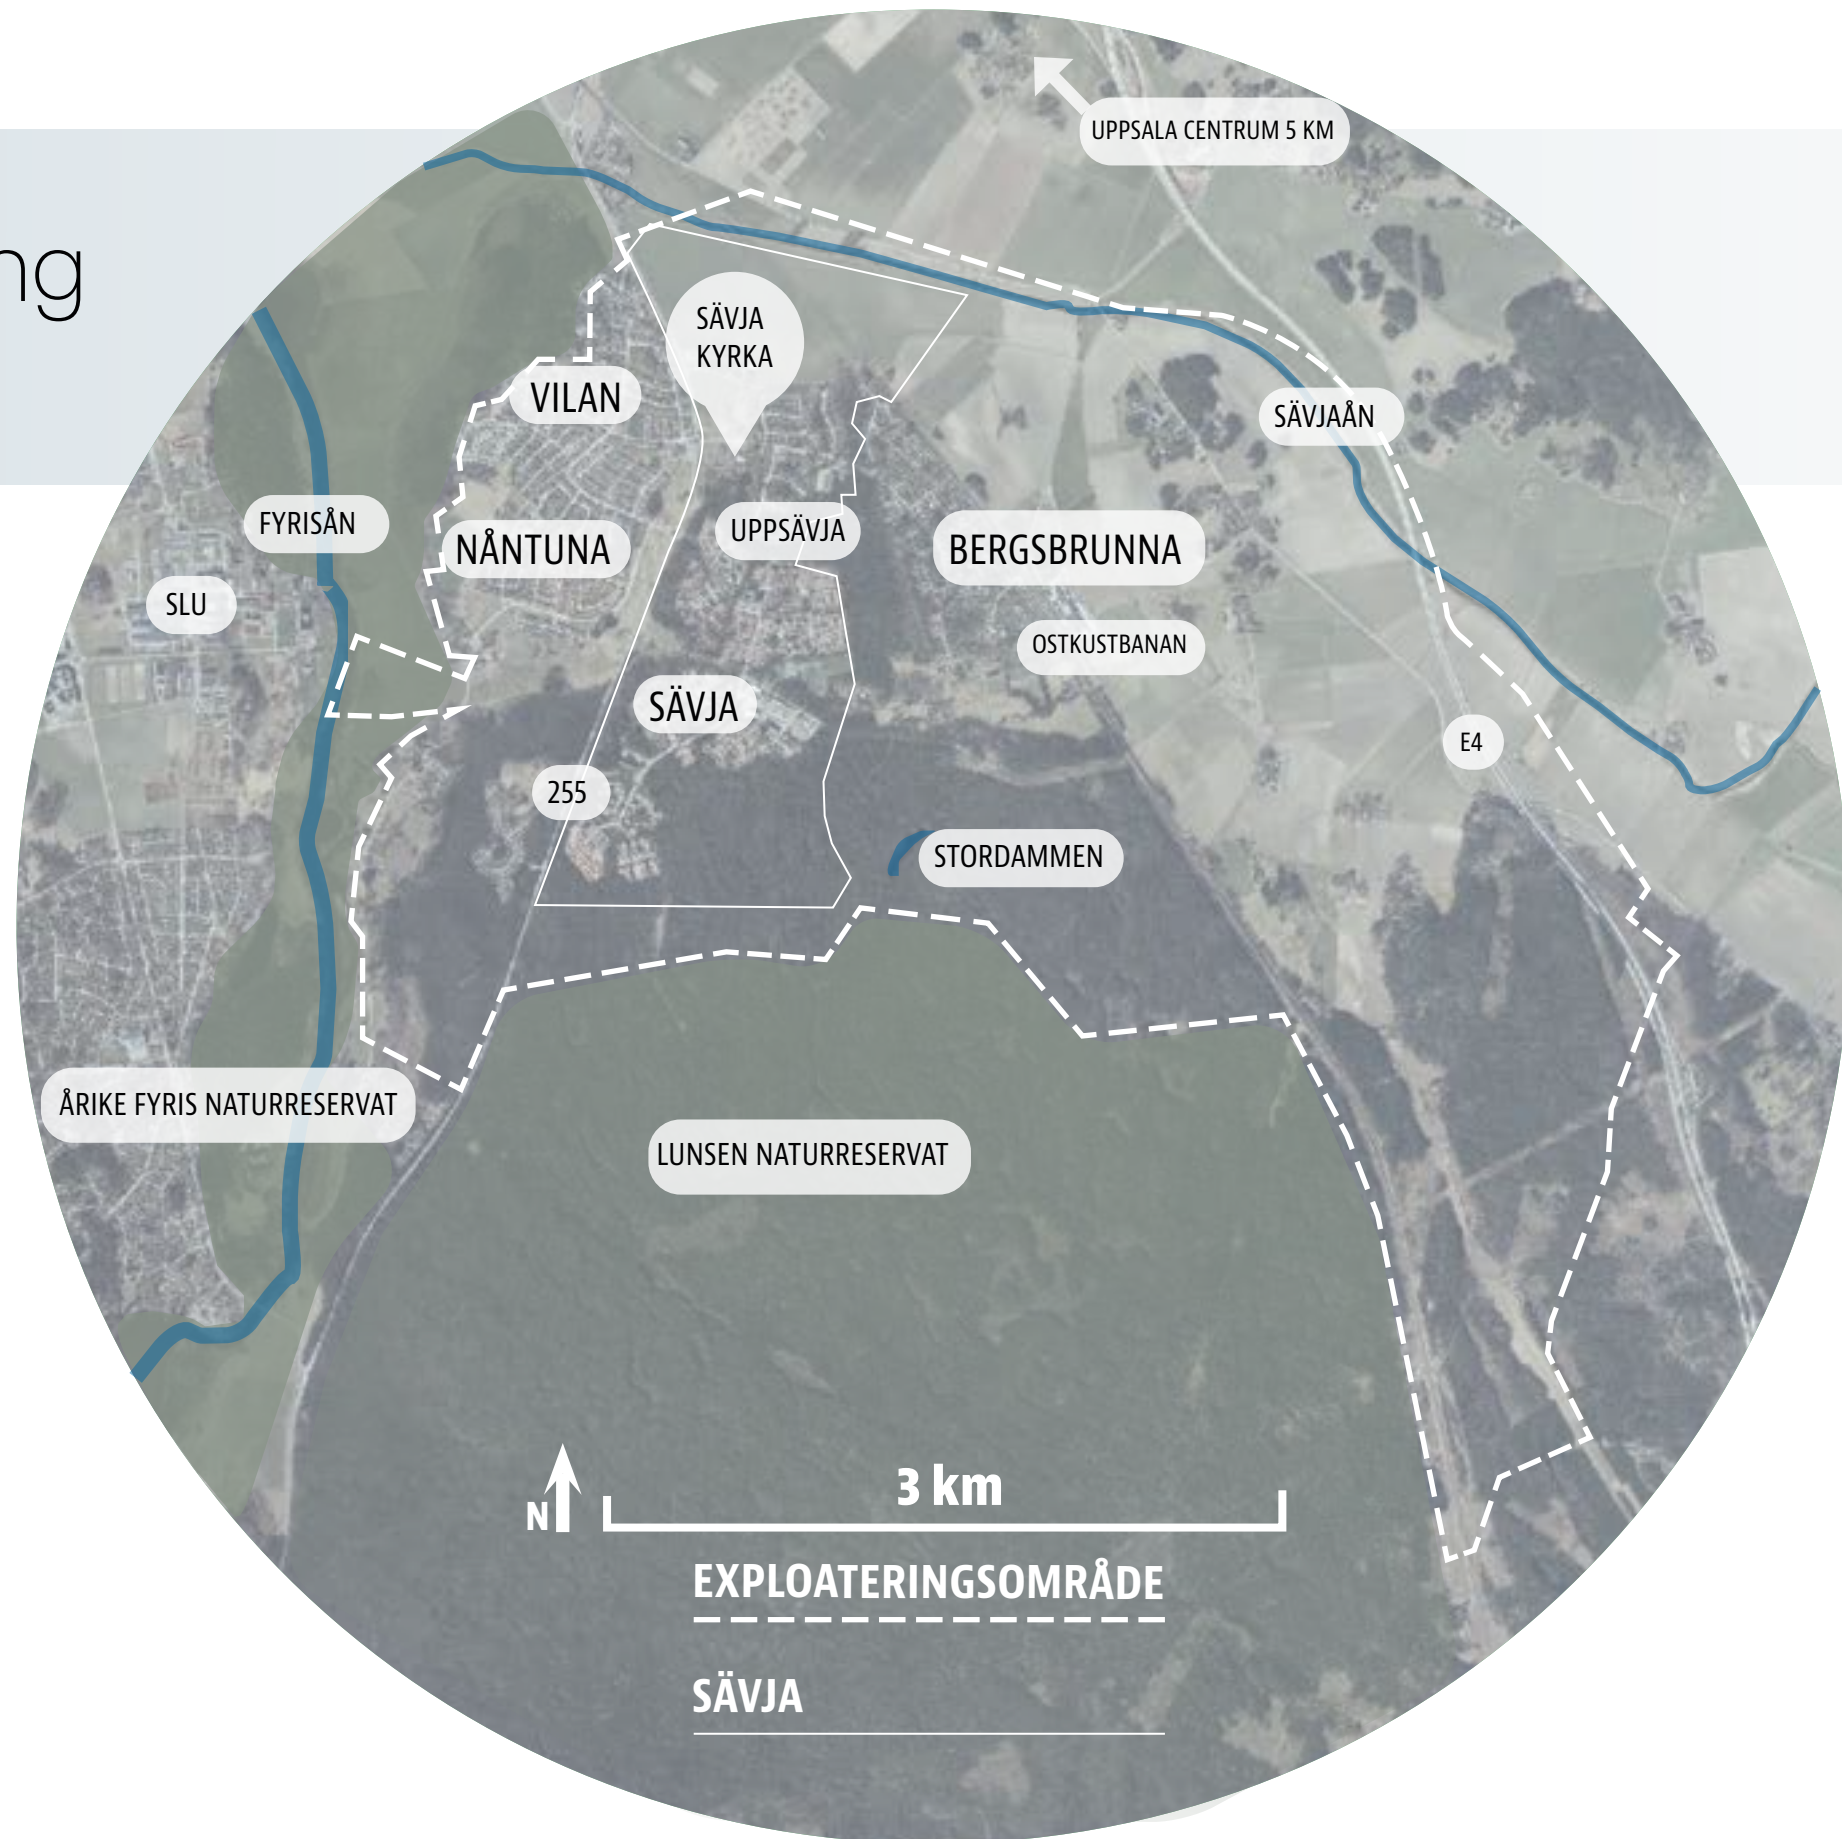 UPPSALA CENTRUM 5 KM
ng
SÄVJA
KYRKA
VILAN
SÄVJAÅN
FYRISÅN
UPPSÄVJA
NÅNTUNA
BERGSBRUNNA
SLU
OSTKUSTBANAN
SÄVJA
E4
255
STORDAMMEN
ÅRIKE FYRIS NATURRESERVAT
LUNSEN NATURRESERVAT
3 km
N
EXPLOATERINGSOMRÅDE
SÄVJA